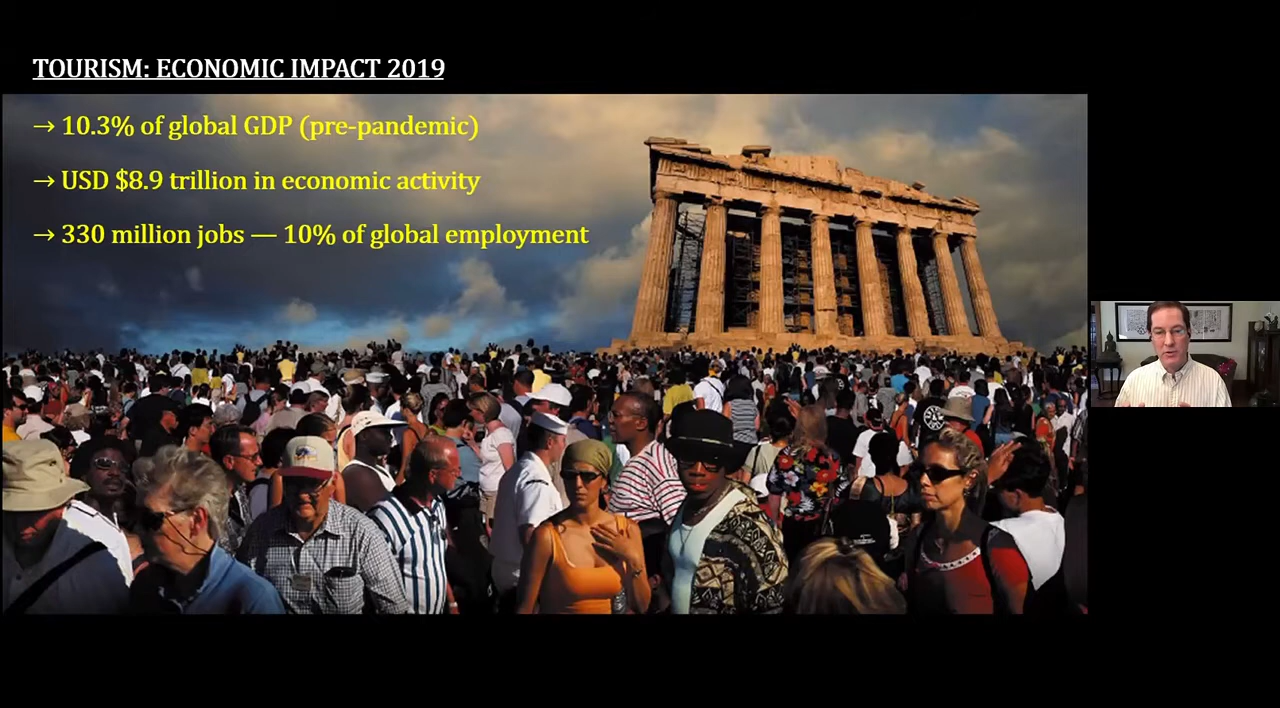 TOURISM: ECONOMIC IMPACT 2019
→ 10.3% of global GDP (pre-pandemic)
→ USD $8.9 trillion in economic activity
→ 330 million jobs — 10% of global employment